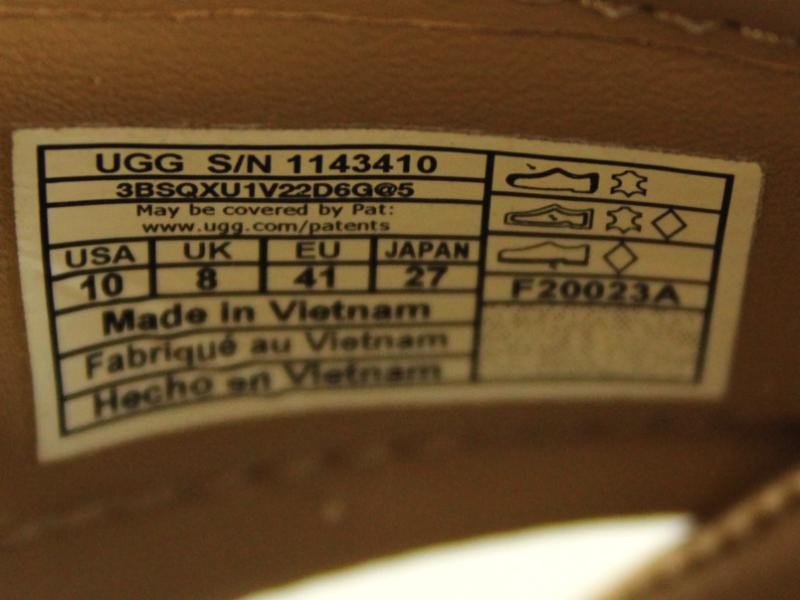 UGG S/N 1143410
3BSQXU1V22D6G@5
May be covered by Pat:
www.ugg.com/patents
USA UK EU JAPAN
10 8 41 27
F20023A
Made in Vietnam
Fabriqué au Vietnam
Hecho en Vietnam